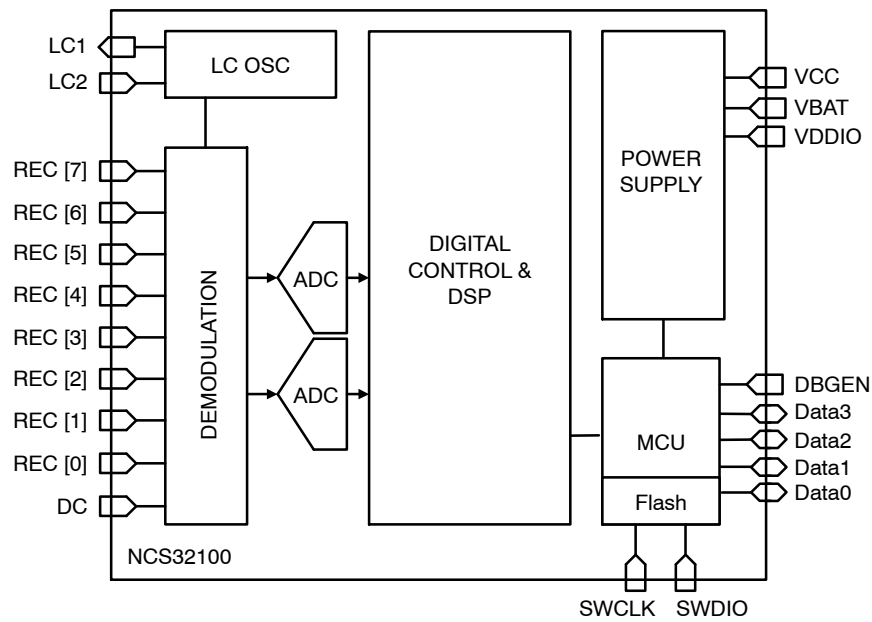 LC1
LC2
LC OSC
REC [7]
REC [6]
REC [5]
REC [4]
REC [3]
REC [2]
REC [1]
REC [0]
DC
DEMODULATION
ADC
ADC
DIGITAL
CONTROL &
DSP
POWER
SUPPLY
VCC
VBAT
VDDIO
MCU
Flash
DBGEN
Data3
Data2
Data1
Data0
NCS32100
SWCLK
SWDIO